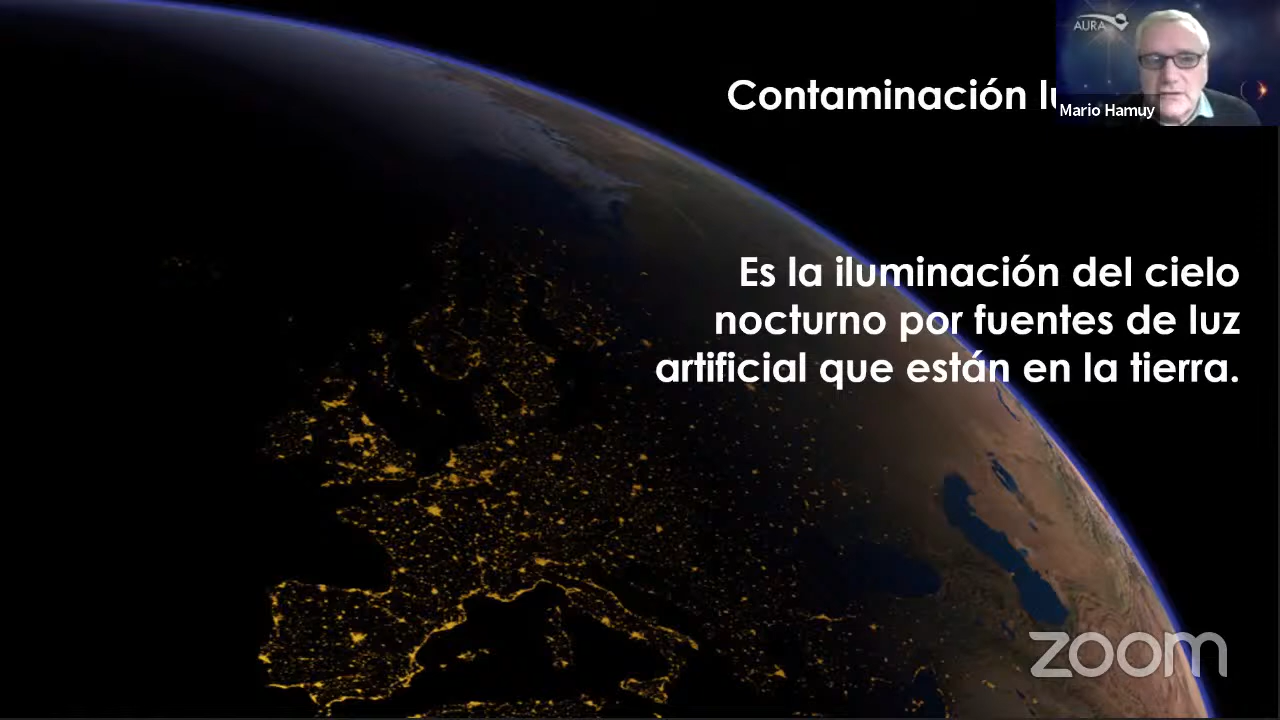 Contaminación lu
AURA
Mario Hamuy
Es la iluminación del cielo
nocturno por fuentes de luz
artificial que están en la tierra.
zoom